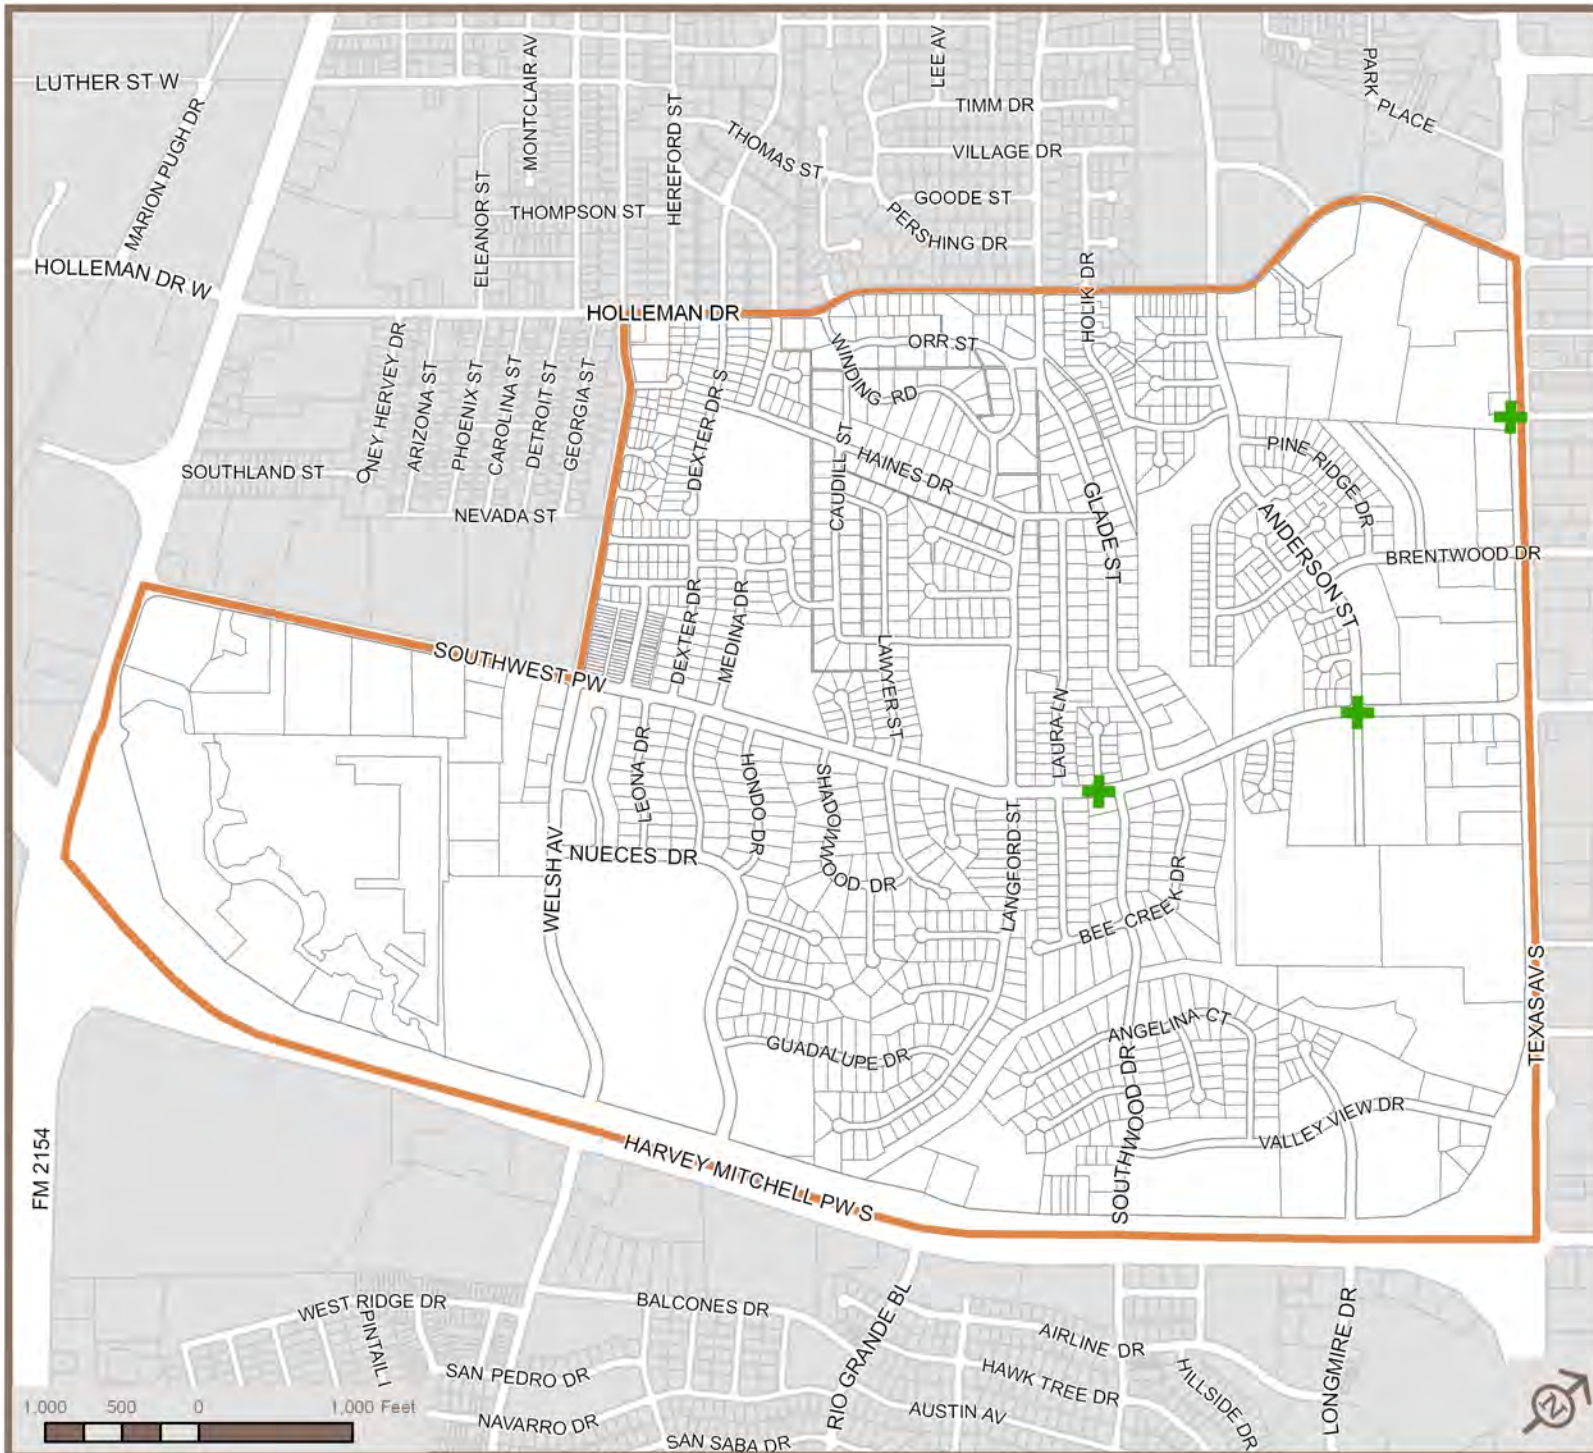 LUTHER ST W
MARION PUGH DR
HOLLEMAN DR W
MONTCLAIR AV
ELEANOR ST
THOMPSON ST
HEREFORD ST
THOMAS ST
LEE AV
TIMM DR
VILLAGE DR
GOODE ST
PERSHING DR
PARK PLACE
HOLLEMAN DR
HOLIK DR
ONEY HERVEY DR
ARIZONA ST
PHOENIX ST
CAROLINA ST
DETROIT ST
GEORGIA ST
SOUTHLAND ST
NEVADA ST
DEXTER DR S
WINDING RD
ORR ST
CAUDILL ST
HAINES DR
GLADE ST
PINE RIDGE DR
ANDERSON ST
BRENTWOOD DR
SOUTHWEST PW
DEXTER DR
MEDINA DR
LAWYER ST
LAURA LN
LEONA DR
HONDO DR
SHADOWWOOD DR
LANGFORD ST
WELSH AV
NUECES DR
BEE CREEK DR
GUADALUPE DR
ANGELINA CT
SOUTHWOOD DR
VALLEY VIEW DR
TEXAS AV S
FM 2154
HARVEY MITCHELL PW S
WEST RIDGE DR
PINTAIL
BALCONES DR
RIO GRANDE BL
AIRLINE DR
HAWK TREE DR
HILLSIDE DR
LONGMIRE DR
SAN PEDRO DR
NAVARRO DR
SAN SABA DR
AUSTIN AV
1,000 500 0 1,000 Feet
N